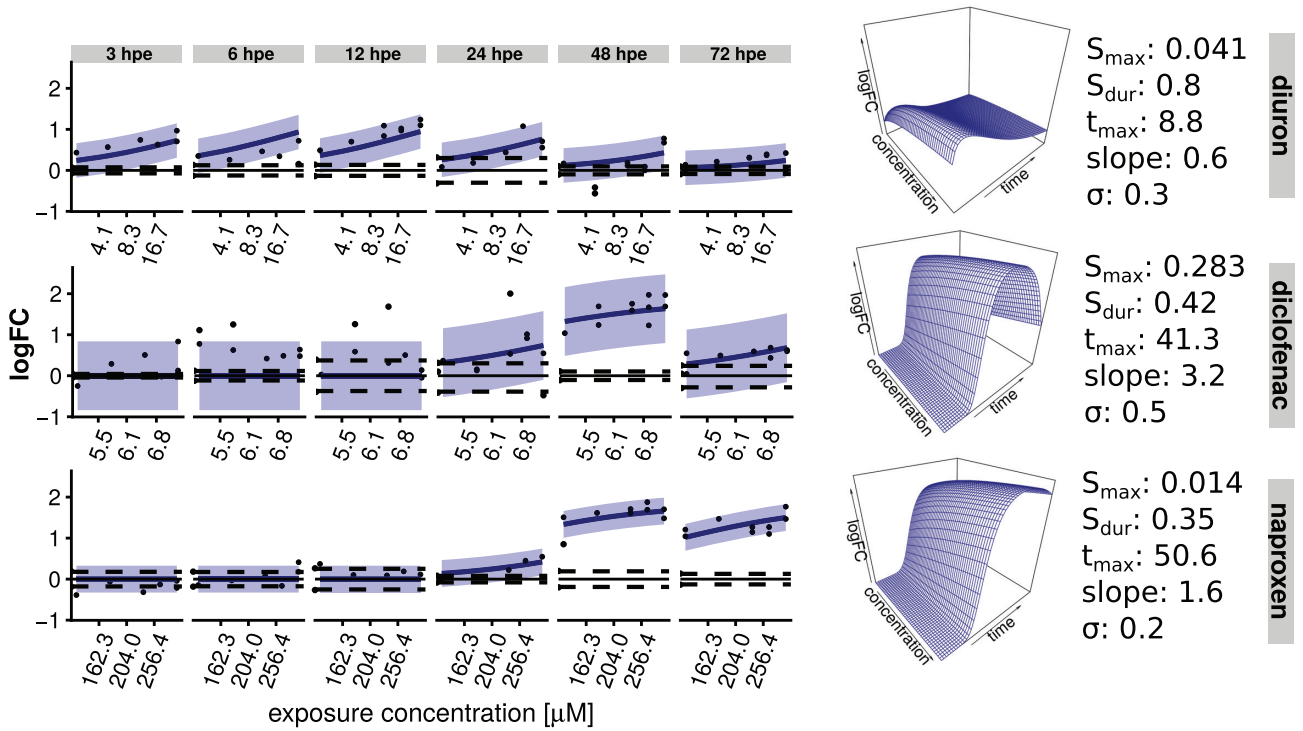 3 hpe 6 hpe 12 hpe 24 hpe 48 hpe 72 hpe
2
1
0
−1
4.1 8.3 16.7 4.1 8.3 16.7 4.1 8.3 16.7 4.1 8.3 16.7 4.1 8.3 16.7 4.1 8.3 16.7
logFC
concentration
time
Smax: 0.041
Sdur: 0.8
tmax: 8.8
slope: 0.6
σ: 0.3
diuron
logFC
2
1
0
−1
5.5 6.1 6.8 5.5 6.1 6.8 5.5 6.1 6.8 5.5 6.1 6.8 5.5 6.1 6.8 5.5 6.1 6.8
logFC
concentration
time
Smax: 0.283
Sdur: 0.42
tmax: 41.3
slope: 3.2
σ: 0.5
diclofenac
2
1
0
−1
162.3 204.0 256.4 162.3 204.0 256.4 162.3 204.0 256.4 162.3 204.0 256.4 162.3 204.0 256.4 162.3 204.0 256.4
exposure concentration [μM]
logFC
concentration
time
Smax: 0.014
Sdur: 0.35
tmax: 50.6
slope: 1.6
σ: 0.2
naproxen